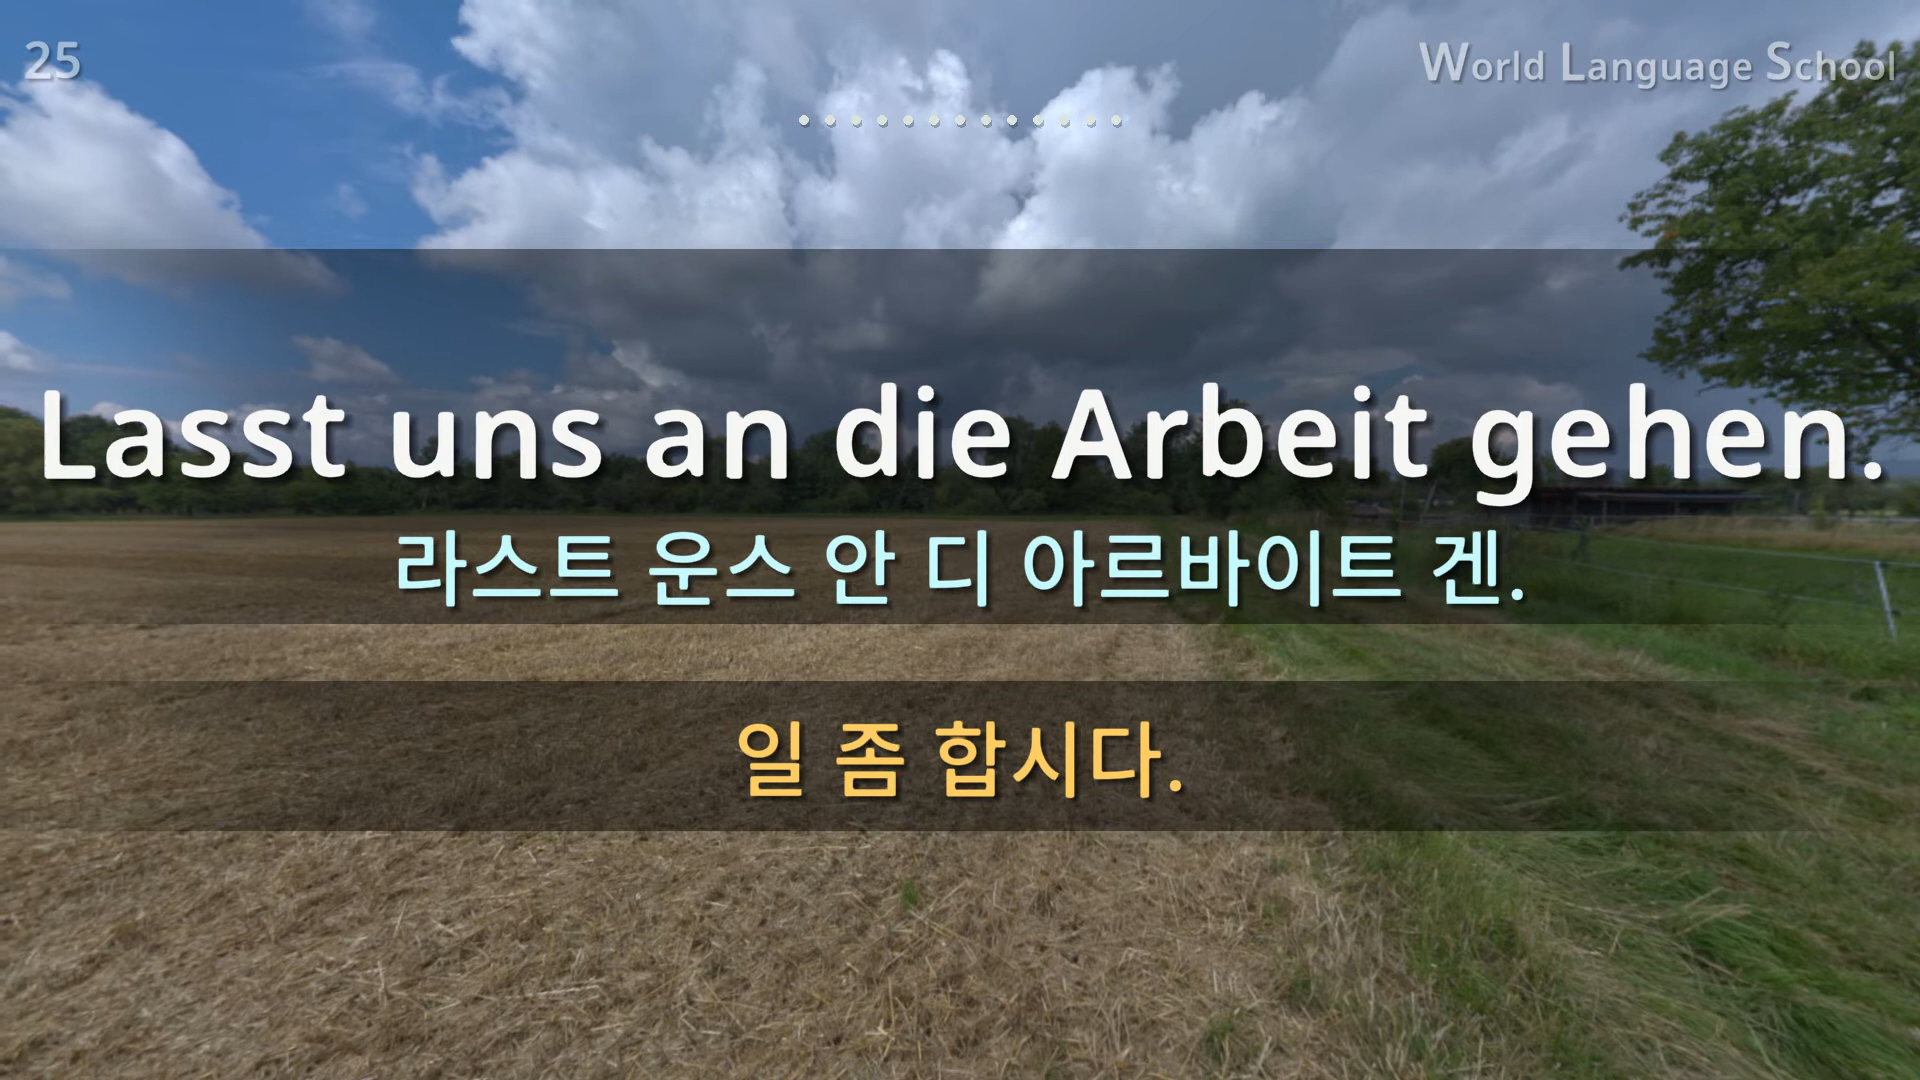 25
World Language School
Lasst uns an die Arbeit gehen.
라스트 운스 안 디 아르바이트 겐.
일 좀 합시다.